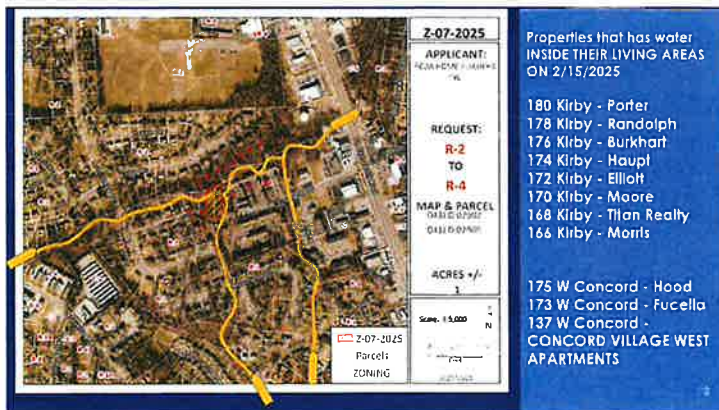 Z-07-2025
APPLICANT:
REQUEST:
R-2
TO
R-4
MAP & PARCEL
ACRES +/-
1
Scale: 1:5,000
N
Z-07-2025
Parcels
ZONING
Properties that has water
INSIDE THEIR LIVING AREAS
ON 2/15/2025
180 Kirby - Porter
178 Kirby - Randolph
176 Kirby - Burkhart
174 Kirby - Haupt
172 Kirby - Elliott
170 Kirby - Moore
168 Kirby - Titan Realty
166 Kirby - Morris
175 W Concord - Hood
173 W Concord - Fucella
137 W Concord -
CONCORD VILLAGE WEST
APARTMENTS